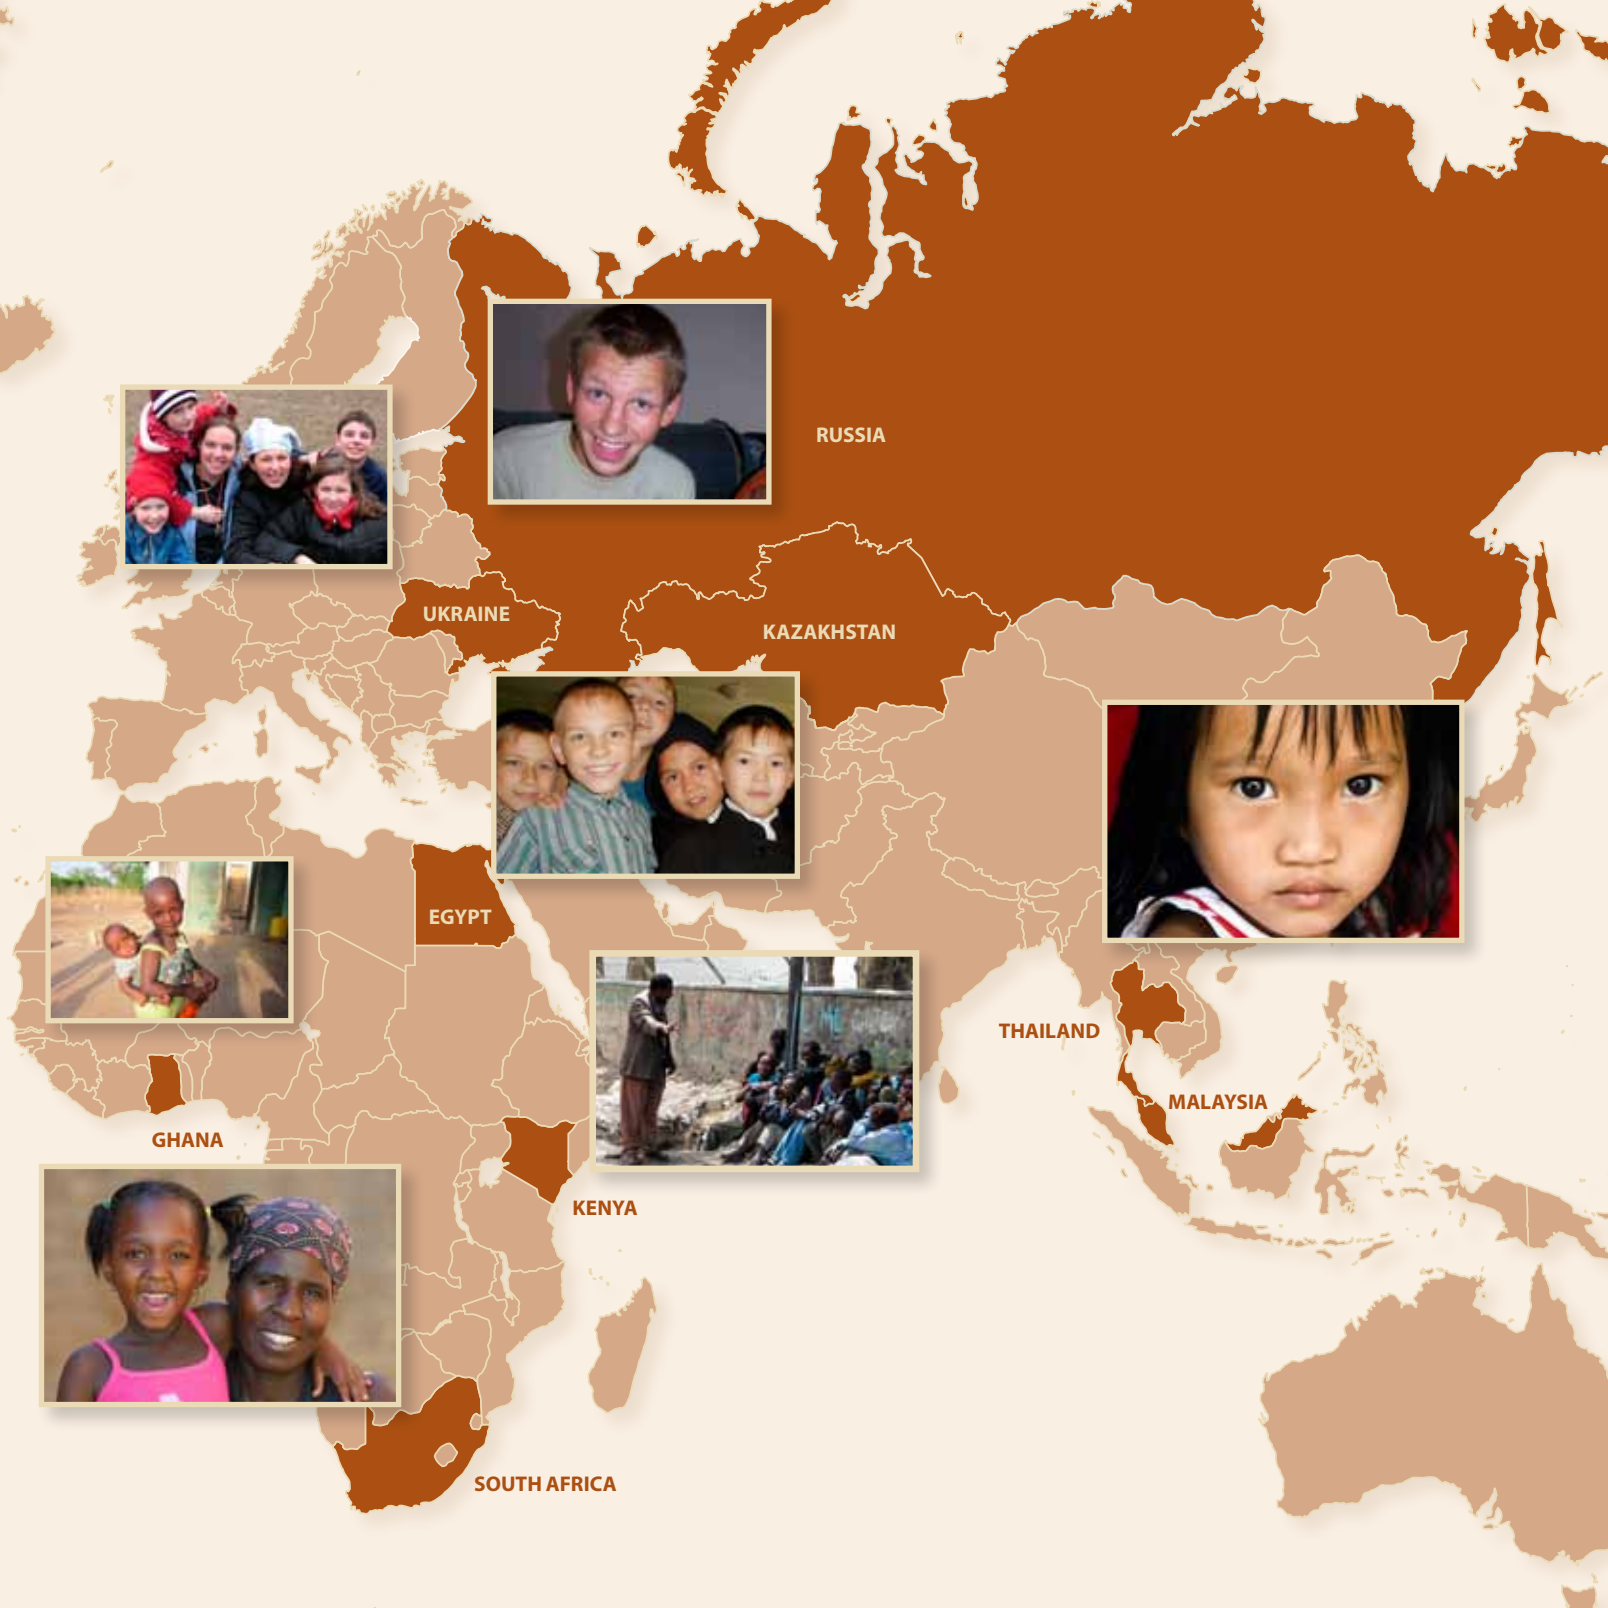 RUSSIA
UKRAINE
KAZAKHSTAN
EGYPT
THAILAND
MALAYSIA
GHANA
KENYA
SOUTH AFRICA